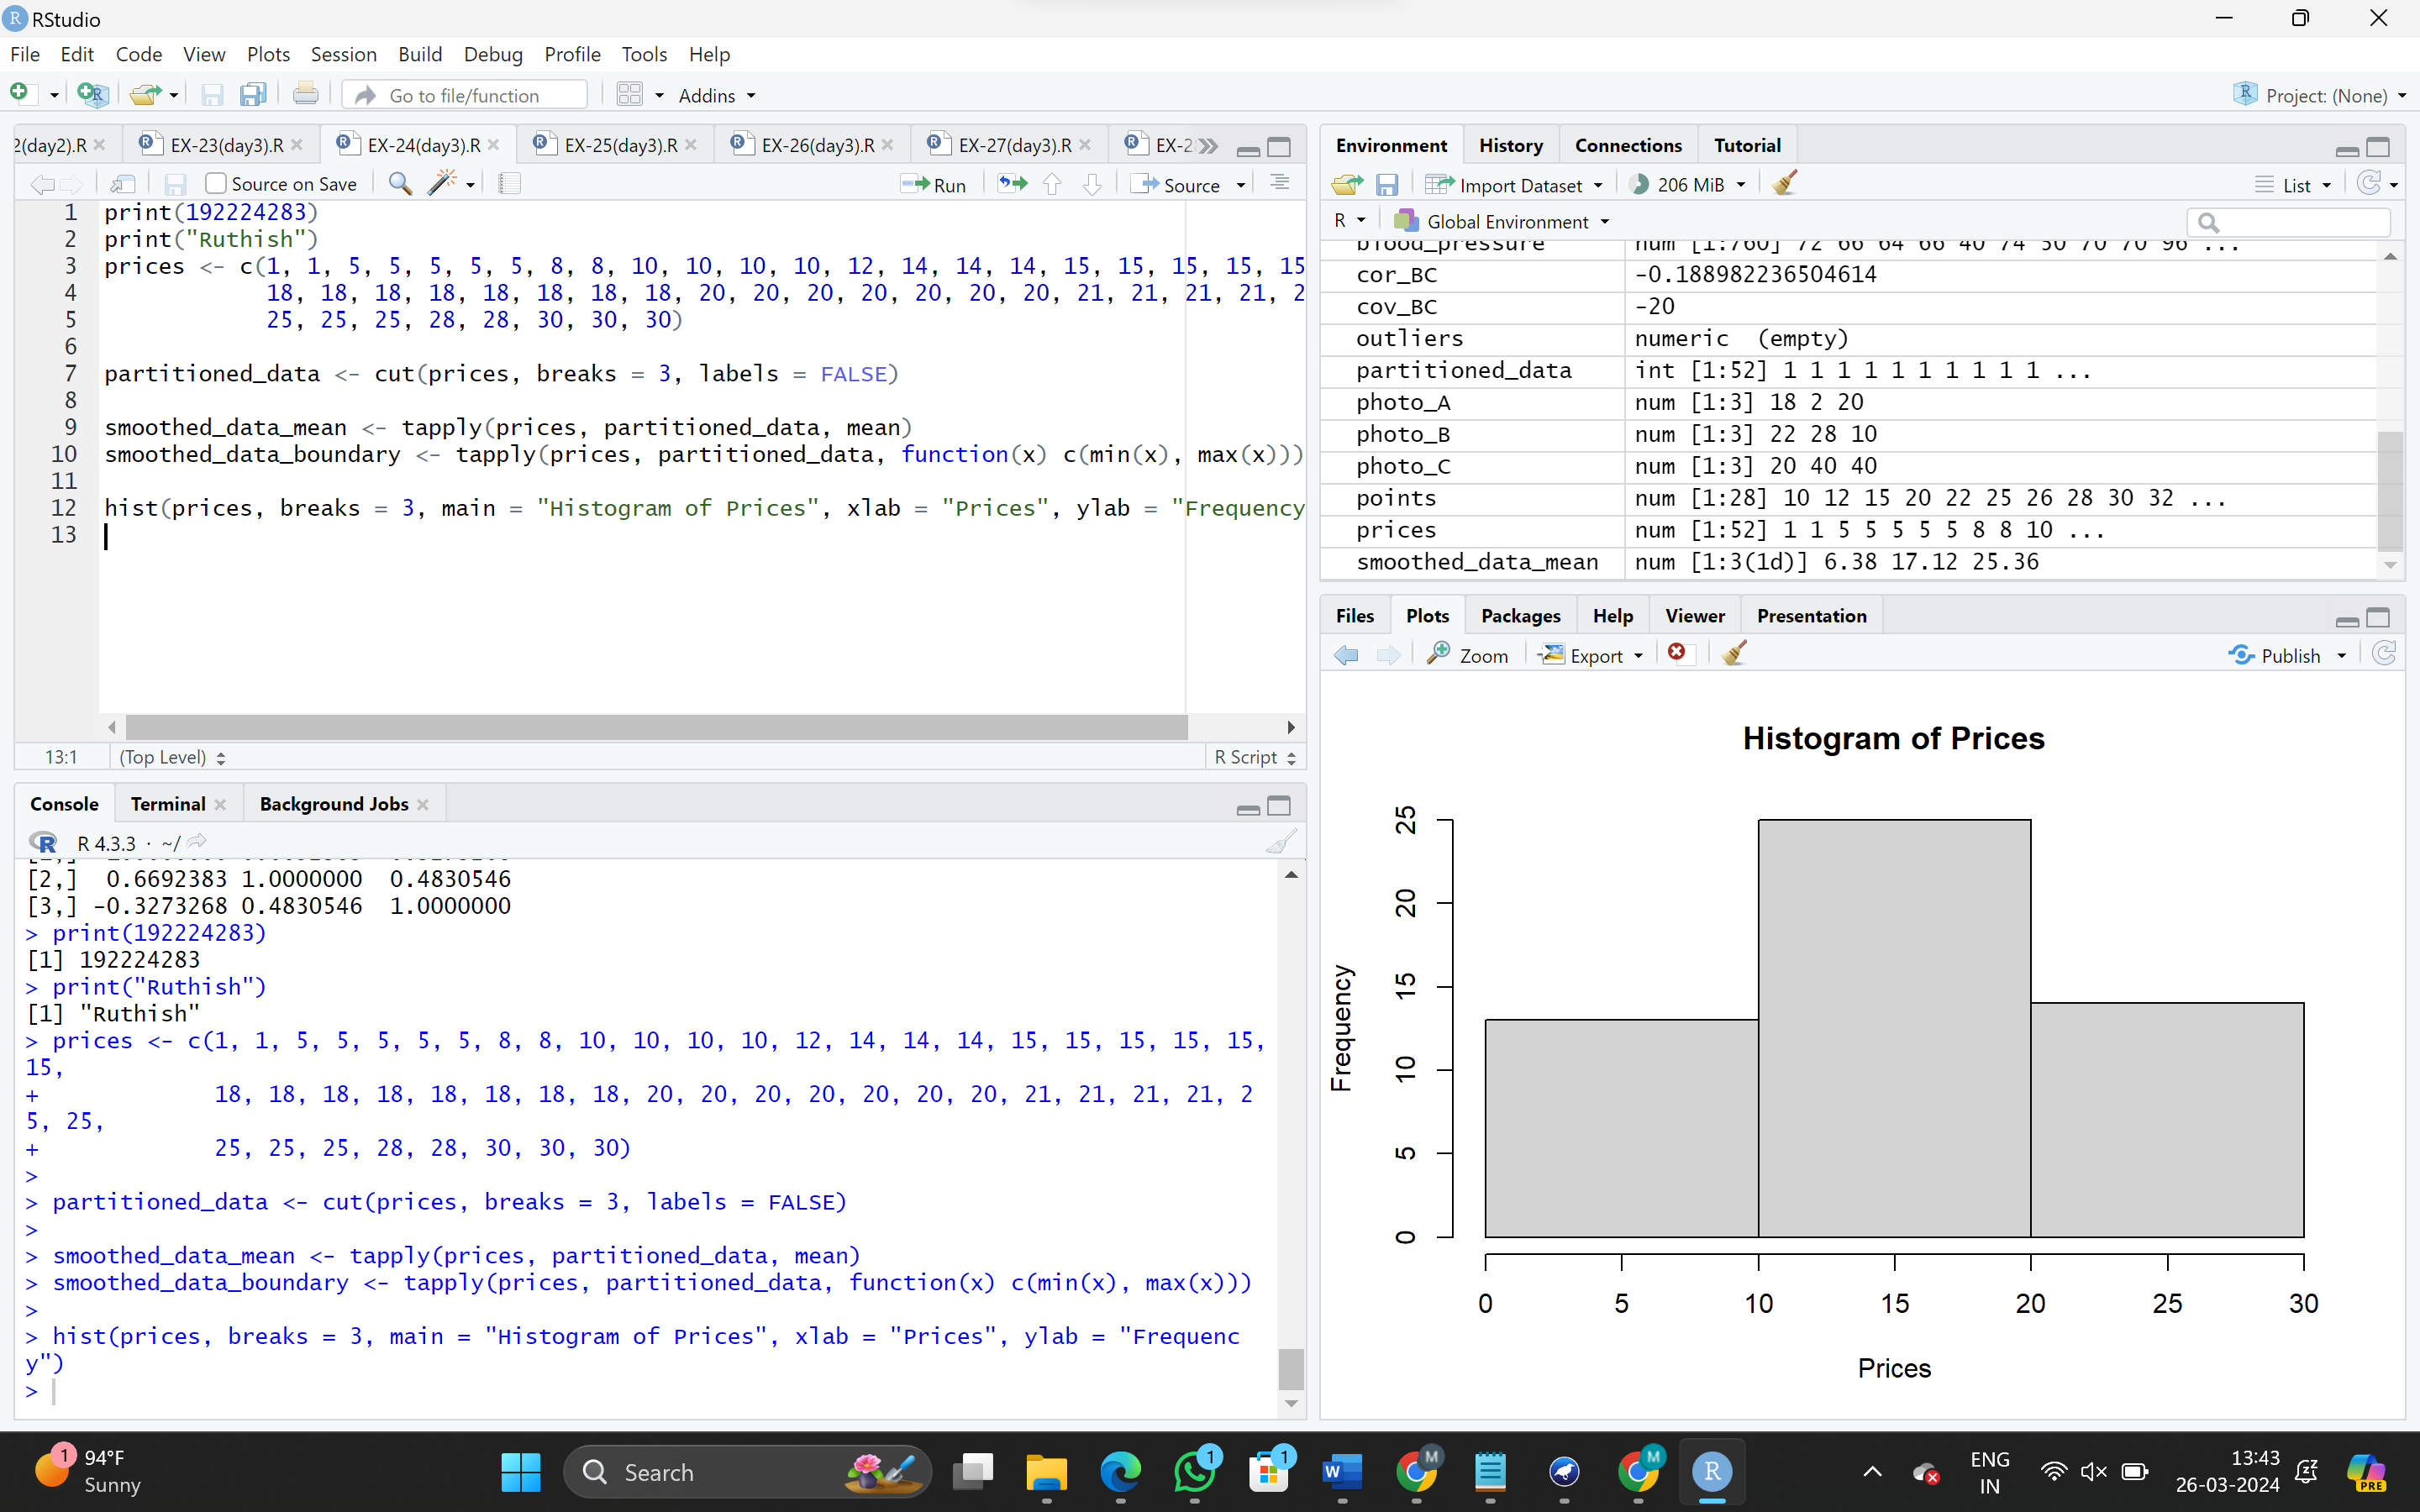 RStudio
File Edit Code View Plots Session Build Debug Profile Tools Help
Go to file/function Addins Project: (None)
2(day2).R EX-23(day3).R EX-24(day3).R EX-25(day3).R EX-26(day3).R EX-27(day3).R EX-2
Source on Save Run Source
1 print(192224283)
2 print("Ruthish")
3 prices <- c(1, 1, 5, 5, 5, 5, 5, 8, 8, 10, 10, 10, 10, 12, 14, 14, 14, 15, 15, 15, 15, 15
4 18, 18, 18, 18, 18, 18, 18, 18, 20, 20, 20, 20, 20, 20, 20, 21, 21, 21, 21, 2
5 25, 25, 25, 28, 28, 30, 30, 30)
6
7 partitioned_data <- cut(prices, breaks = 3, labels = FALSE)
8
9 smoothed_data_mean <- tapply(prices, partitioned_data, mean)
10 smoothed_data_boundary <- tapply(prices, partitioned_data, function(x) c(min(x), max(x)))
11
12 hist(prices, breaks = 3, main = "Histogram of Prices", xlab = "Prices", ylab = "Frequency
13
13:1 (Top Level) R Script
Console Terminal Background Jobs
R 4.3.3 · ~/
[2,] 0.6692383 1.0000000 0.4830546
[3,] -0.3273268 0.4830546 1.0000000
> print(192224283)
[1] 192224283
> print("Ruthish")
[1] "Ruthish"
> prices <- c(1, 1, 5, 5, 5, 5, 5, 8, 8, 10, 10, 10, 10, 12, 14, 14, 14, 15, 15, 15, 15, 15,
15,
+ 18, 18, 18, 18, 18, 18, 18, 18, 20, 20, 20, 20, 20, 20, 20, 21, 21, 21, 21, 2
5, 25,
+ 25, 25, 25, 28, 28, 30, 30, 30)
>
> partitioned_data <- cut(prices, breaks = 3, labels = FALSE)
>
> smoothed_data_mean <- tapply(prices, partitioned_data, mean)
> smoothed_data_boundary <- tapply(prices, partitioned_data, function(x) c(min(x), max(x)))
>
> hist(prices, breaks = 3, main = "Histogram of Prices", xlab = "Prices", ylab = "Frequenc
y")
>
Environment History Connections Tutorial
Import Dataset 206 MiB List
R Global Environment
blood_pressure num [1:760] 72 66 64 66 40 74 50 70 70 96 ...
cor_BC -0.188982236504614
cov_BC -20
outliers numeric (empty)
partitioned_data int [1:52] 1 1 1 1 1 1 1 1 1 1 ...
photo_A num [1:3] 18 2 20
photo_B num [1:3] 22 28 10
photo_C num [1:3] 20 40 40
points num [1:28] 10 12 15 20 22 25 26 28 30 32 ...
prices num [1:52] 1 1 5 5 5 5 5 8 8 10 ...
smoothed_data_mean num [1:3(1d)] 6.38 17.12 25.36
Files Plots Packages Help Viewer Presentation
Zoom Export Publish
Histogram of Prices
25
20
15
10
5
0
Frequency
0 5 10 15 20 25 30
Prices
1 94°F
Sunny
Search
1 1 W M M R
ENG
IN
13:43
26-03-2024
PRE